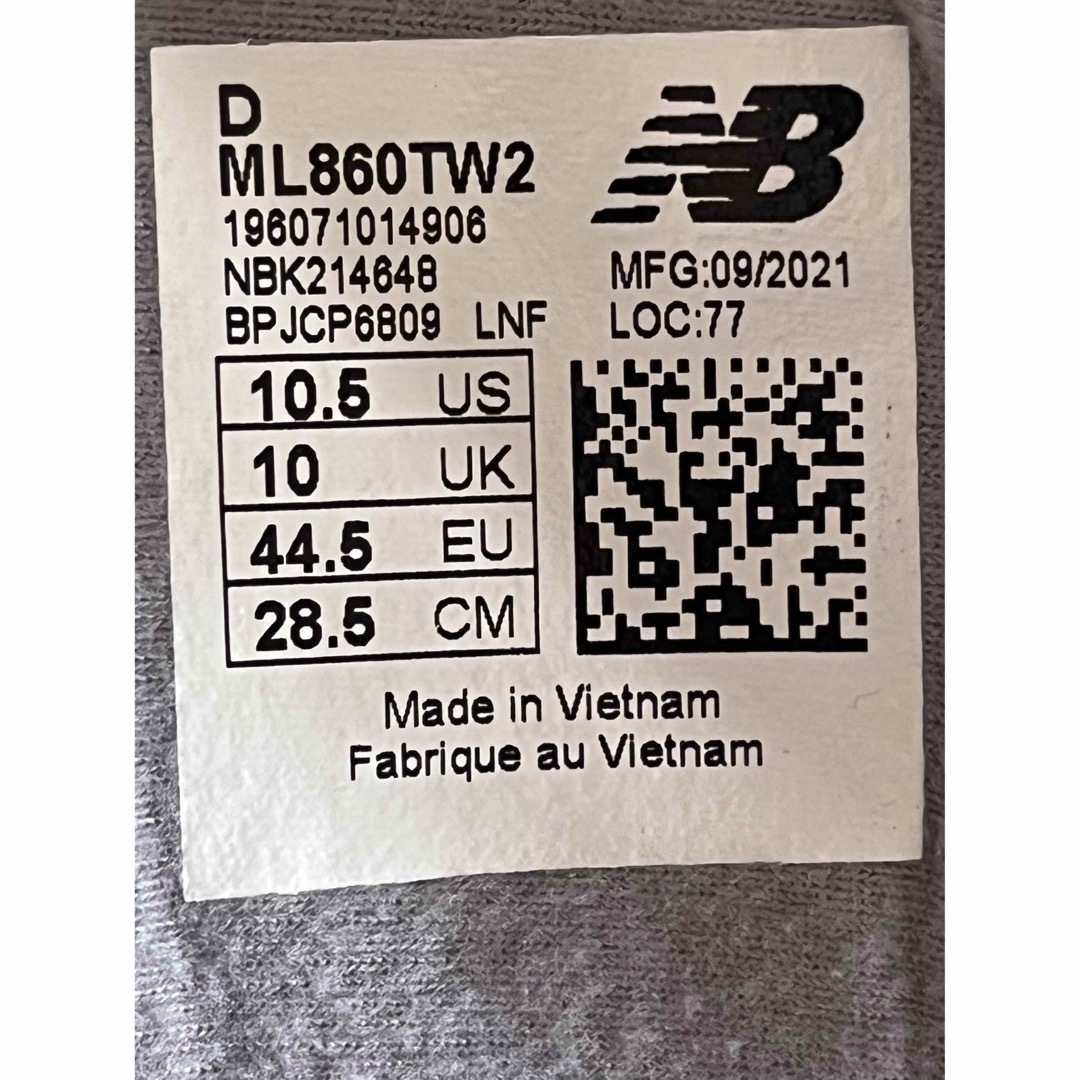 D
ML860TW2
NB
196071014906
NBK214648
MFG:09/2021
BPJCP6809 LNF
LOC:77
10.5 US
10 UK
44.5 EU
28.5 CM
Made in Vietnam
Fabrique au Vietnam